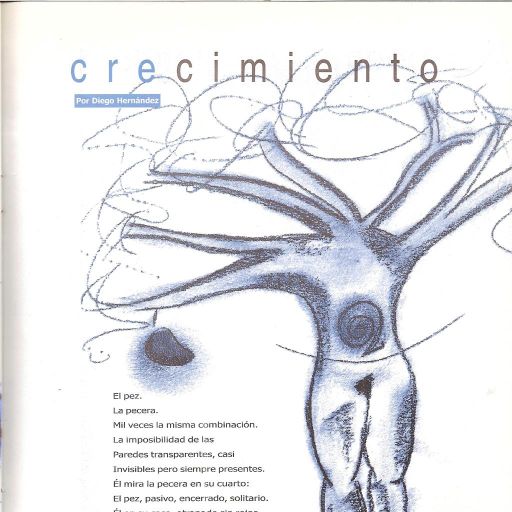 crecimiento
Por Diego Hernández
El pez.
La pecera.
Mil veces la misma combinación.
La imposibilidad de las
Paredes transparentes, casi
Invisibles pero siempre presentes.
Él mira la pecera en su cuarto:
El pez, pasivo, encerrado, solitario.